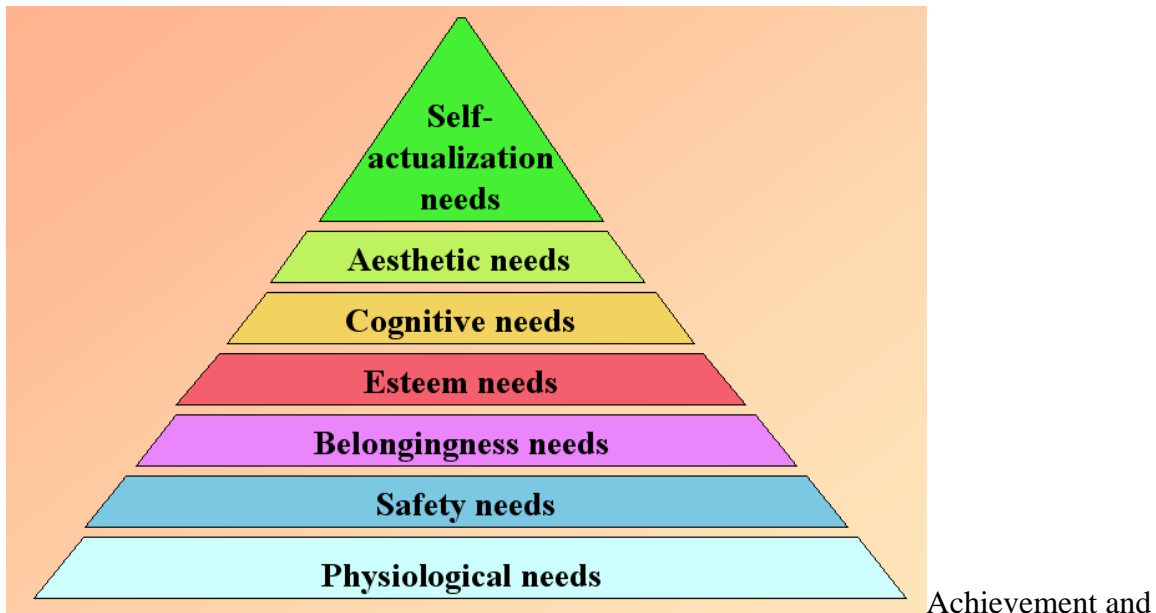 Self-
actualization
needs
Aesthetic needs
Cognitive needs
Esteem needs
Belongingness needs
Safety needs
Physiological needs
Achievement and